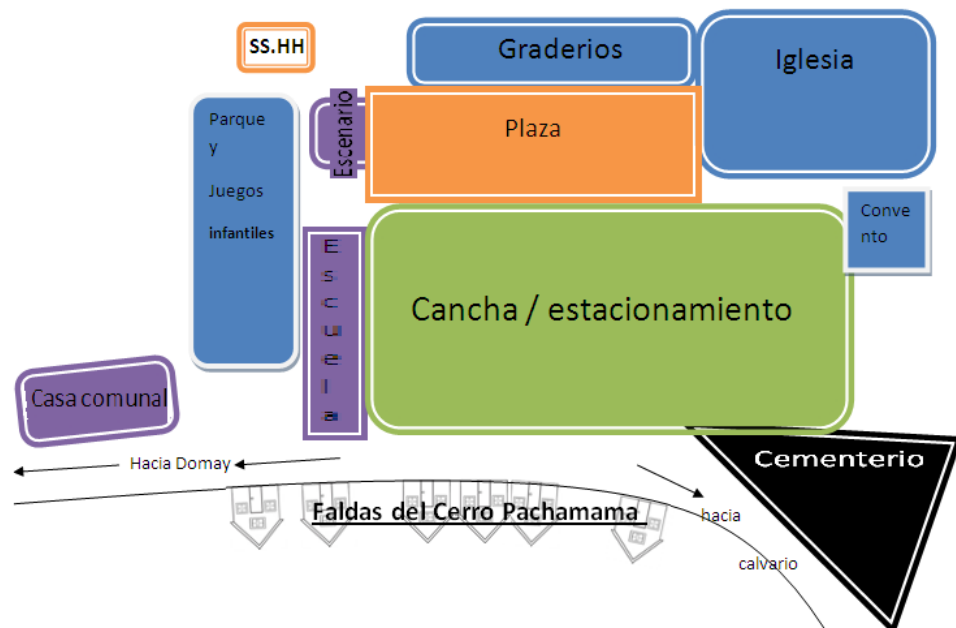 SS.HH
Graderios
Iglesia
Parque
y
Juegos
infantiles
Escenario
Plaza
Conve
nto
Escuela
Cancha / estacionamiento
Casa comunal
Cementerio
Hacia Domay
Faldas del Cerro Pachamama
hacia
calvario